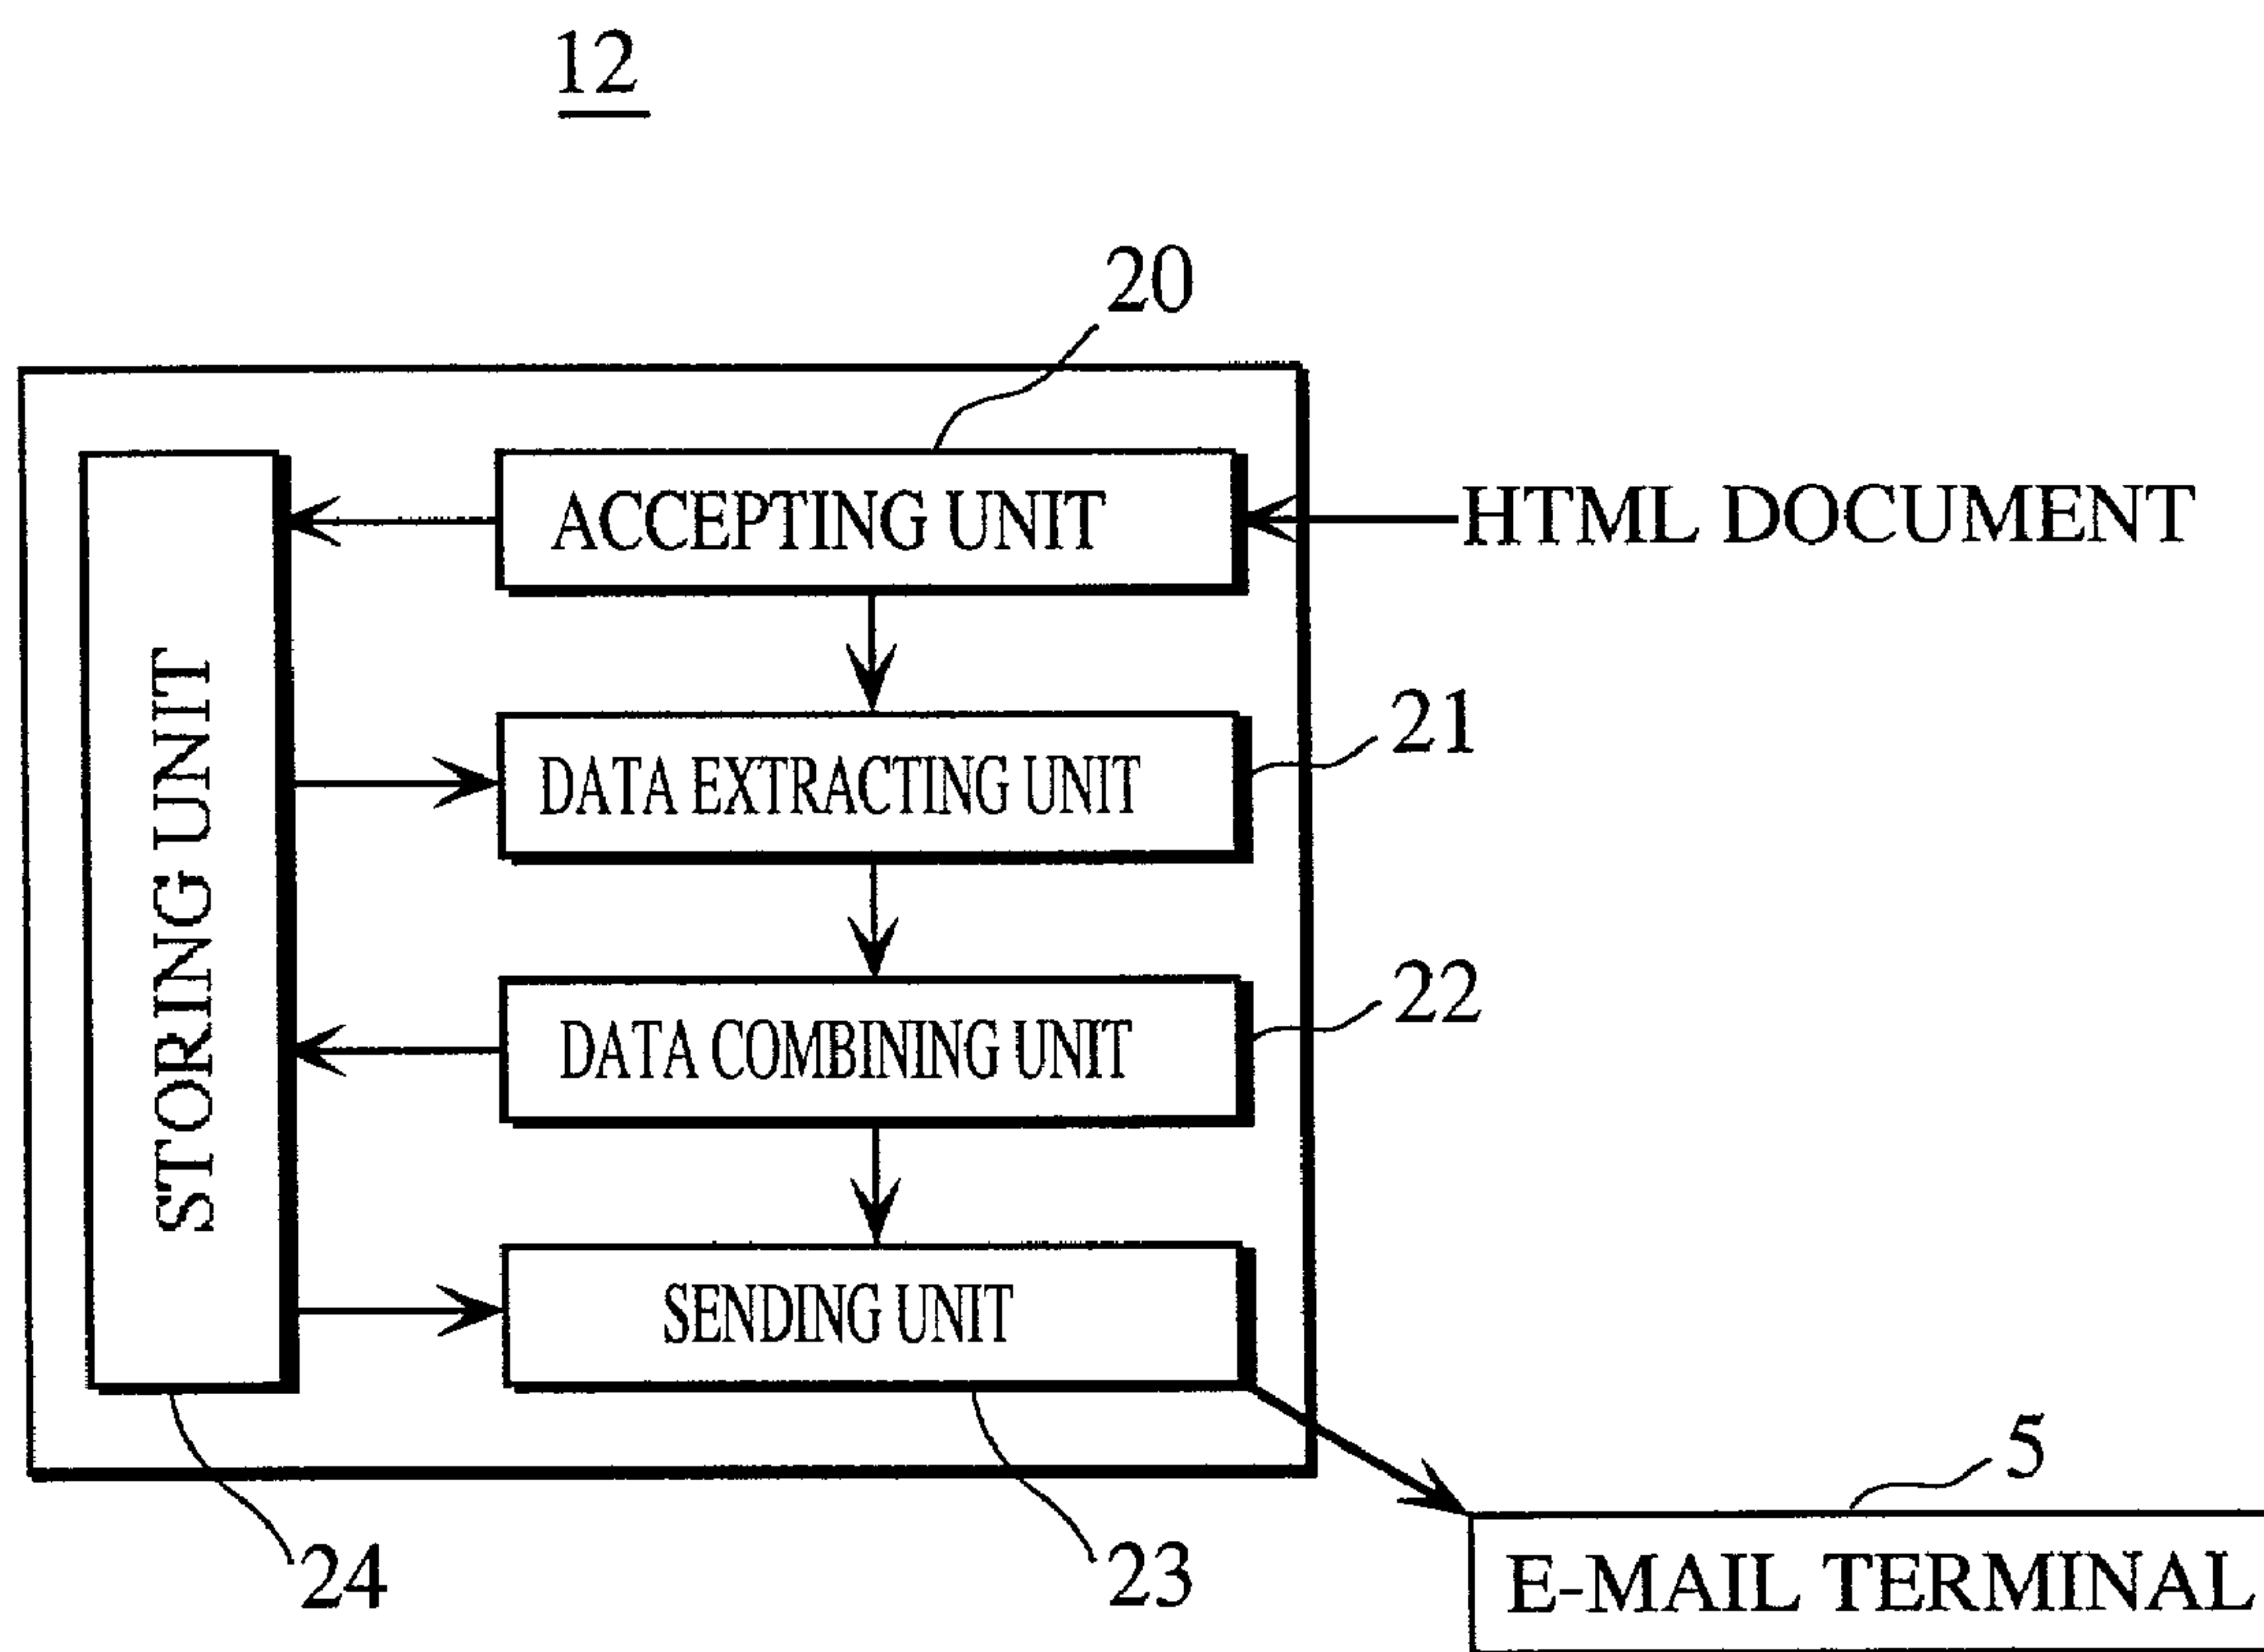 12
20
ACCEPTING UNIT
HTML DOCUMENT
21
DATA EXTRACTING UNIT
STORING UNIT
22
DATA COMBINING UNIT
SENDING UNIT
5
24
23
E-MAIL TERMINAL